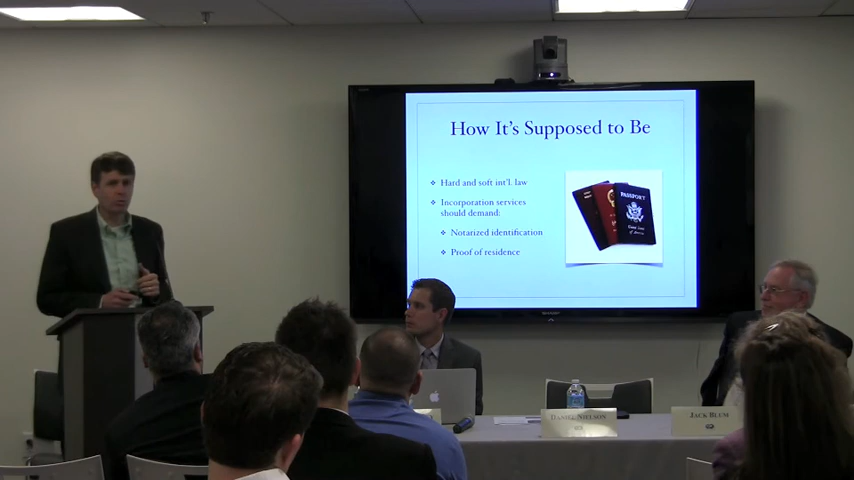 How It's Supposed to Be
❖ Hard and soft int'l. law
❖ Incorporation services
should demand:
❖ Notarized identification
❖ Proof of residence
PASSPORT
SHARP
DANIEL NIELSON
JACK BLUM